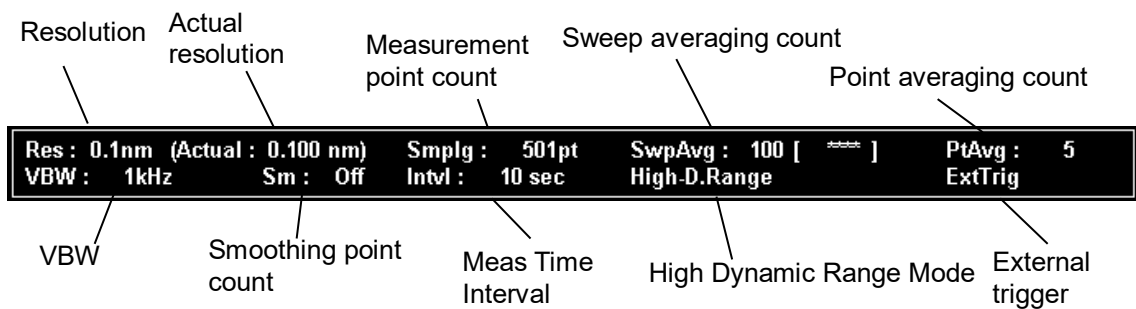 Resolution
Actual
resolution
Measurement
point count
Sweep averaging count
Point averaging count
Res : 0.1nm (Actual : 0.100 nm) Smplg : 501pt SwpAvg : 100 [ **** ] PtAvg : 5
VBW : 1kHz Sm : Off Intvl : 10 sec High-D.Range ExtTrig
VBW
Smoothing point
count
Meas Time
Interval
High Dynamic Range Mode
External
trigger